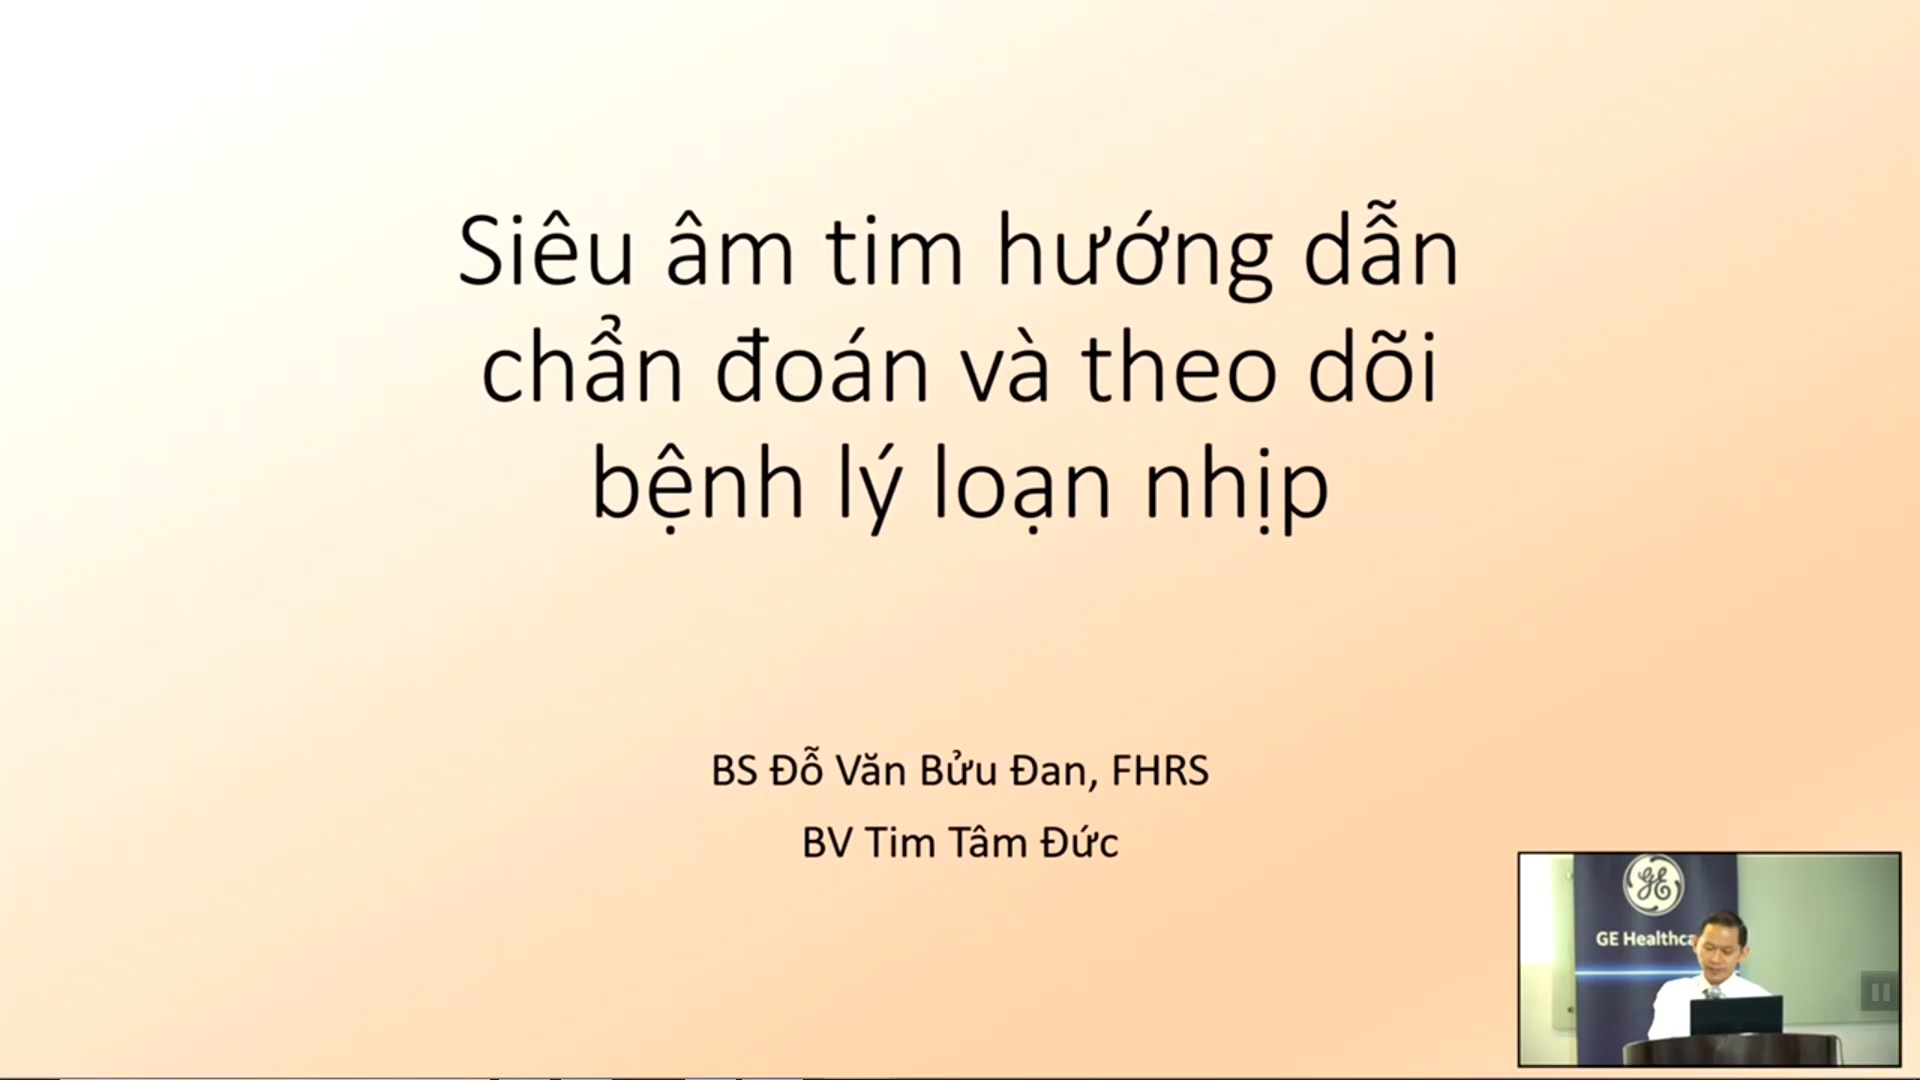 Siêu âm tim hướng dẫn
chẩn đoán và theo dõi
bệnh lý loạn nhịp
BS Đỗ Văn Bửu Đan, FHRS
BV Tim Tâm Đức
GE
GE Healthca